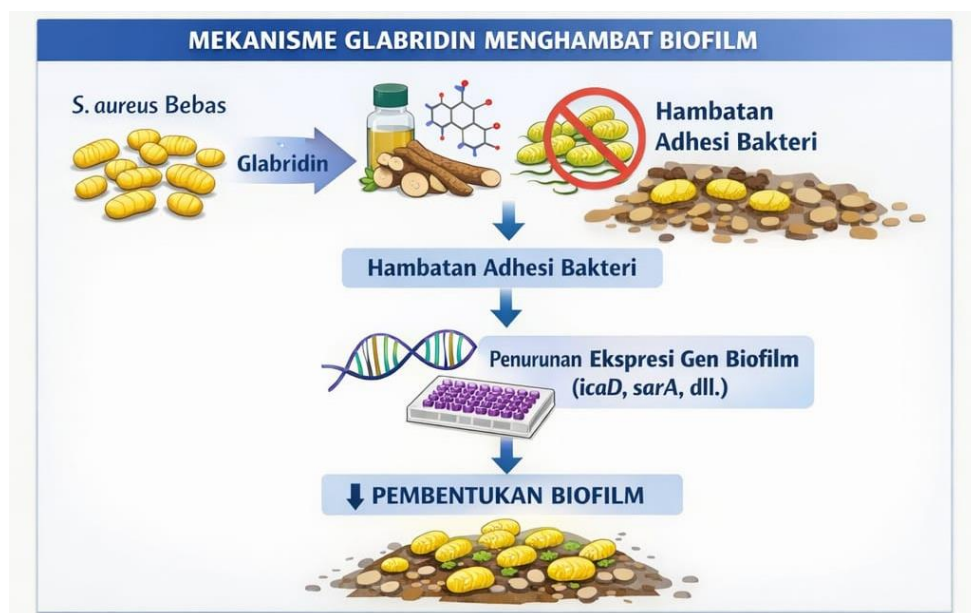 MEKANISME GLABRIDIN MENGHAMBAT BIOFILM
S. aureus Bebas
Glabridin
Hambatan
Adhesi Bakteri
Hambatan Adhesi Bakteri
Penurunan Ekspresi Gen Biofilm
(icaD, sarA, dll.)
⬇ PEMBENTUKAN BIOFILM